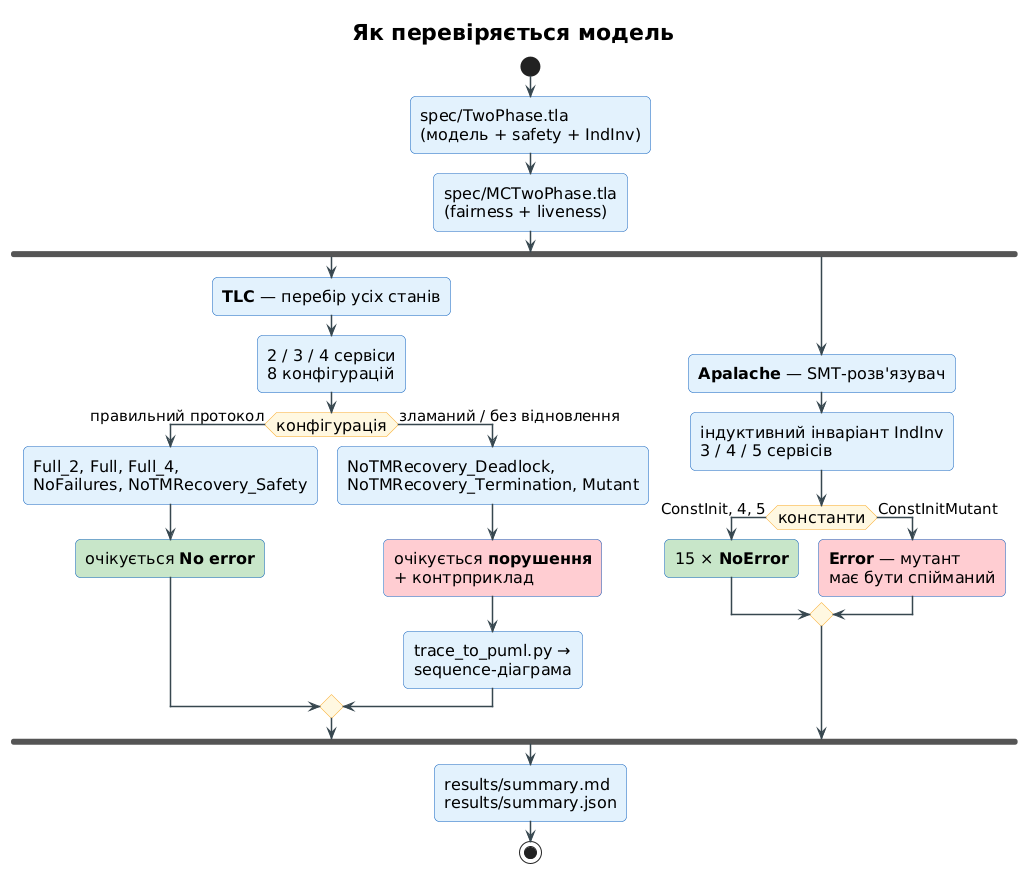 Як перевіряється модель
spec/TwoPhase.tla
(модель + safety + IndInv)
spec/MCTwoPhase.tla
(fairness + liveness)
TLC — перебір усіх станів
2 / 3 / 4 сервіси
8 конфігурацій
правильний протокол
конфігурація
зламаний / без відновлення
Full_2, Full, Full_4,
NoFailures, NoTMRecovery_Safety
очікується No error
NoTMRecovery_Deadlock,
NoTMRecovery_Termination, Mutant
очікується порушення
+ контрприклад
trace_to_puml.py →
sequence-діаграма
Apalache — SMT-розв'язувач
індуктивний інваріант IndInv
3 / 4 / 5 сервісів
ConstInit, 4, 5
константи
ConstInitMutant
15 × NoError
Error — мутант
має бути спійманий
results/summary.md
results/summary.json